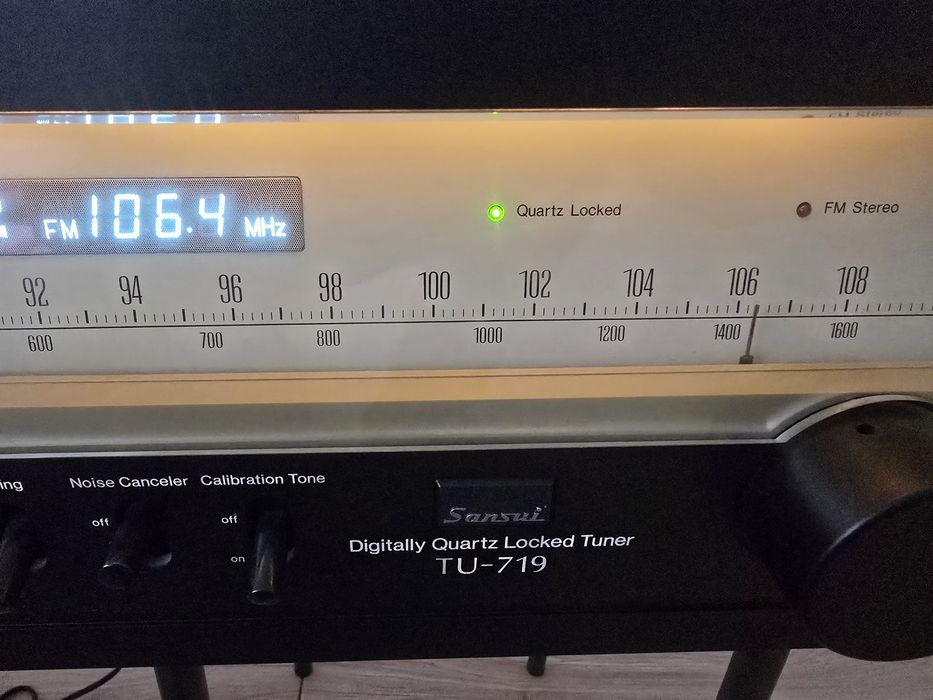 FM 106.4 MHz
Quartz Locked
FM Stereo
92 94 96 98 100 102 104 106 108
600 700 800 1000 1200 1400 1600
ing
Noise Canceler
Calibration Tone
off
off
on
Sansui
Digitally Quartz Locked Tuner
TU-719